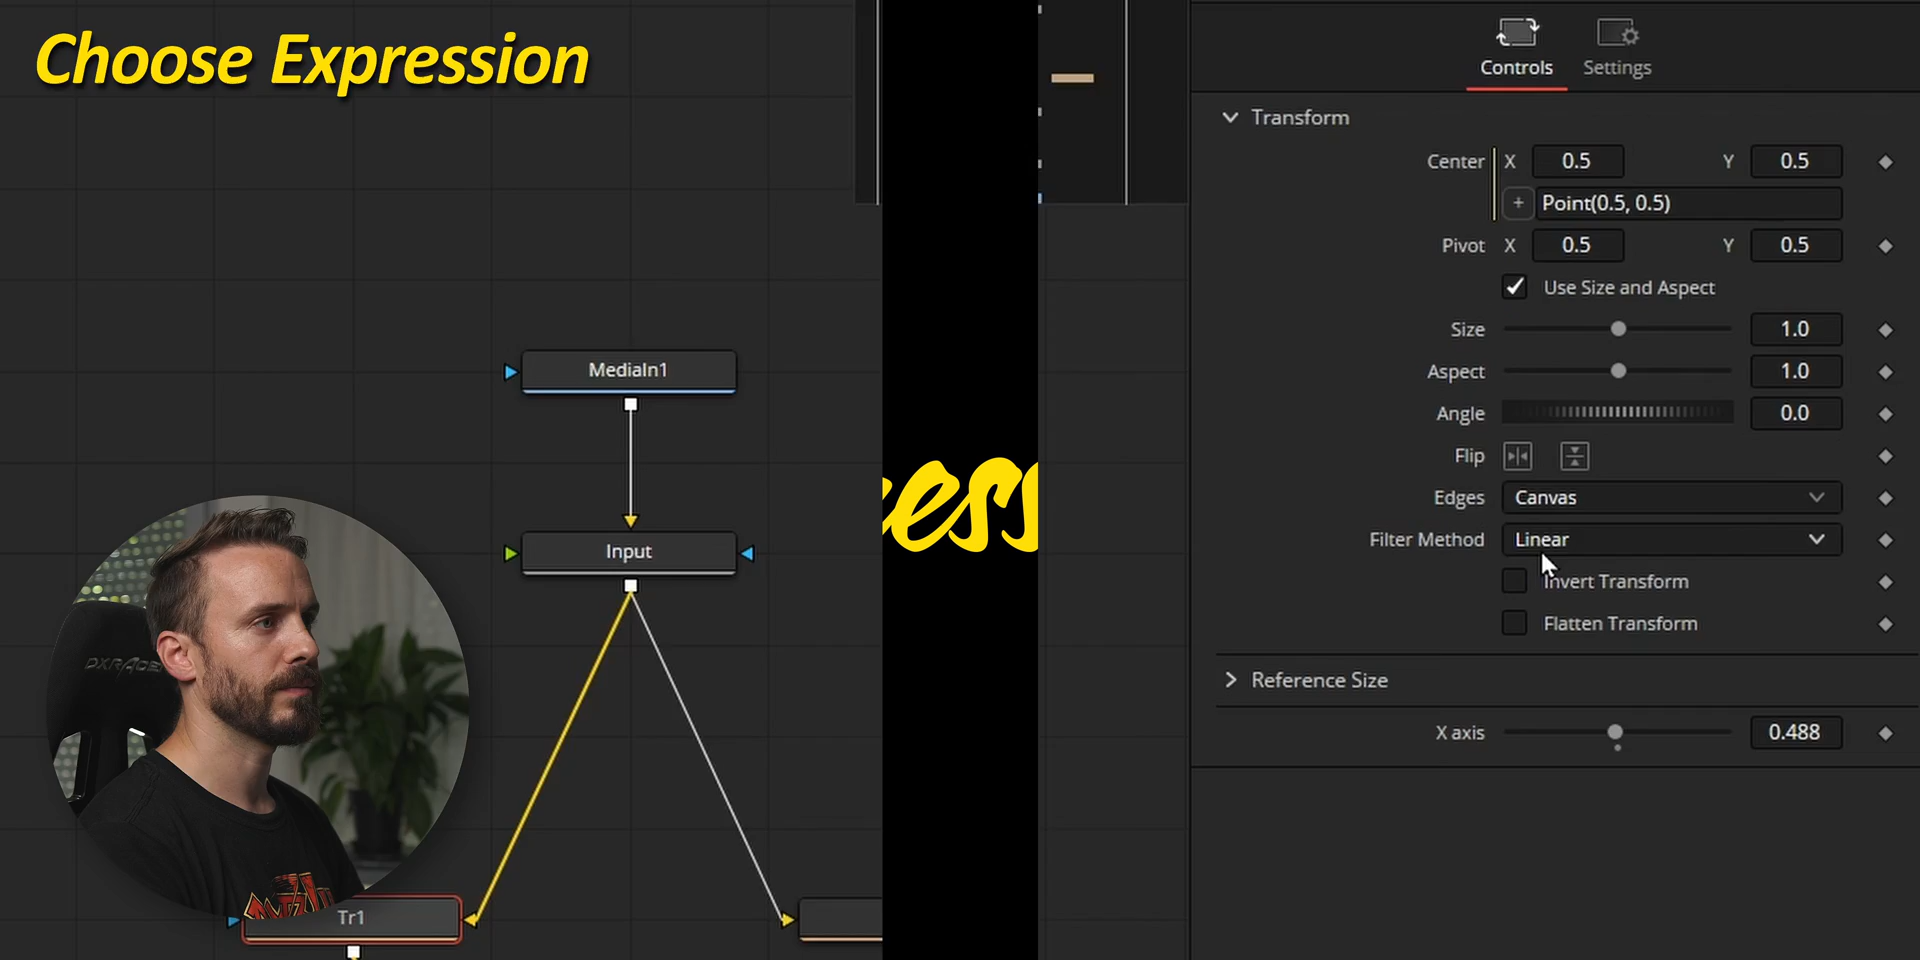 Choose Expression
MediaIn1
Input
Tr1
DXRACER
ess
Controls Settings
Transform
Center X 0.5 Y 0.5
+ Point(0.5, 0.5)
Pivot X 0.5 Y 0.5
Use Size and Aspect
Size 1.0
Aspect 1.0
Angle 0.0
Flip
Edges Canvas
Filter Method Linear
Invert Transform
Flatten Transform
Reference Size
X axis 0.488